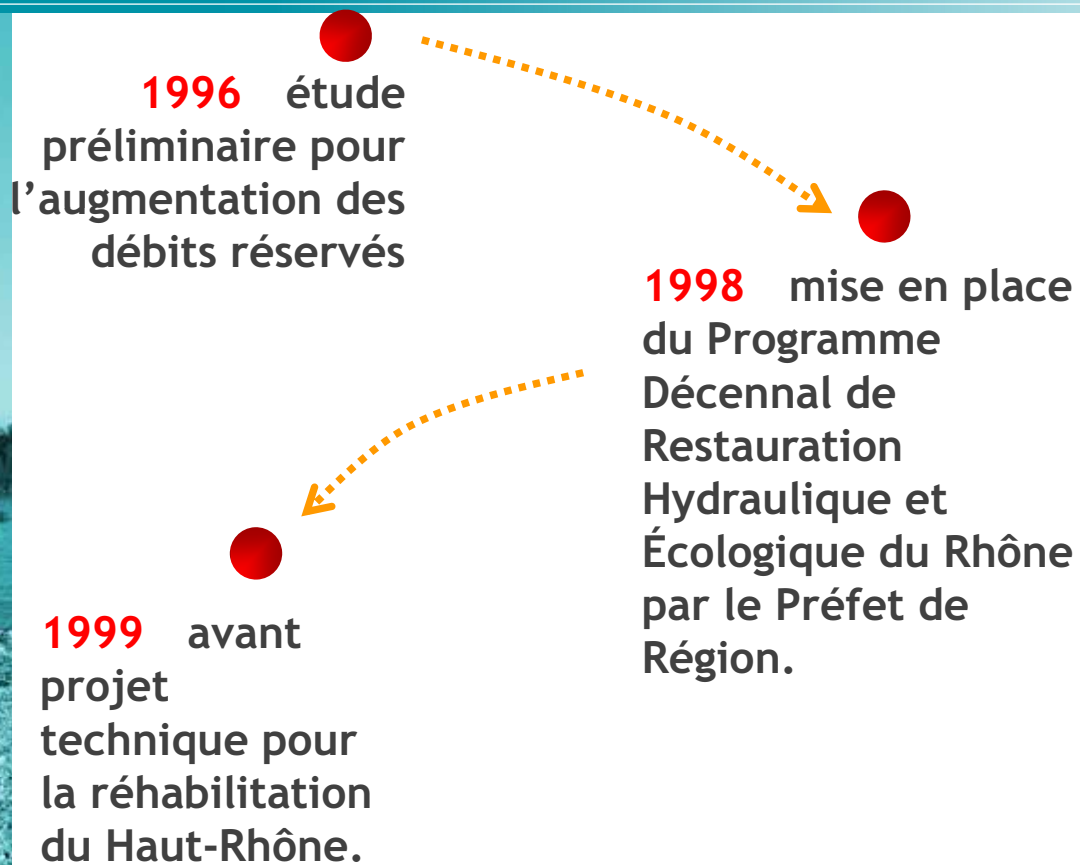 1996 étude
préliminaire pour
l’augmentation des
débits réservés
1998 mise en place
du Programme
Décennal de
Restauration
Hydraulique et
Écologique du Rhône
par le Préfet de
Région.
1999 avant
projet
technique pour
la réhabilitation
du Haut-Rhône.